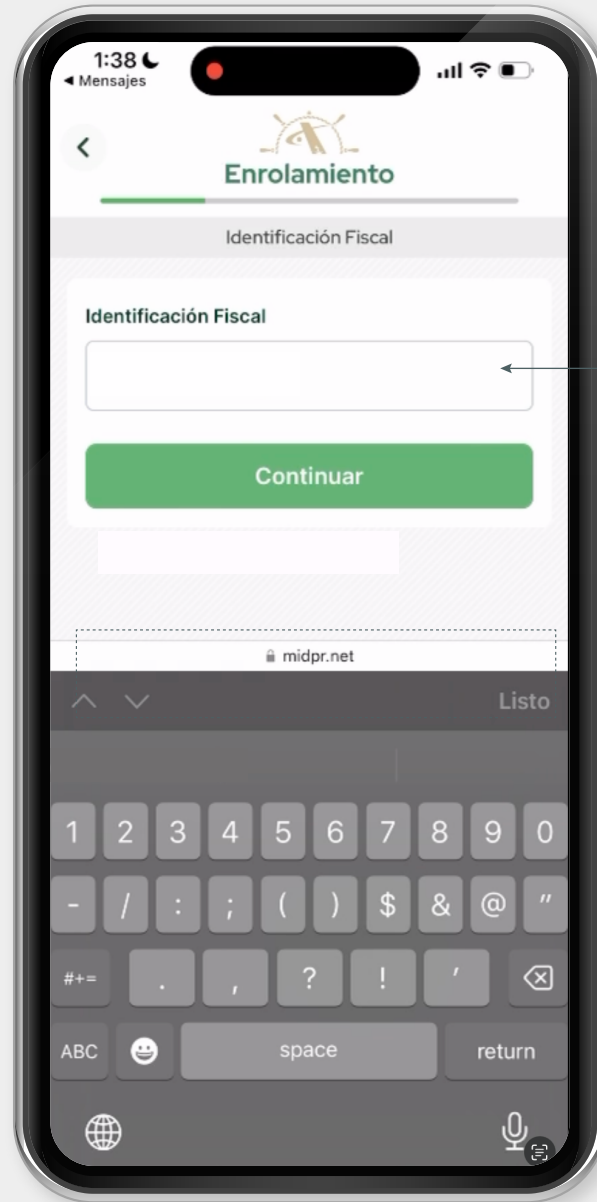 1:38
◀ Mensajes
Enrolamiento
Identificación Fiscal
Identificación Fiscal
Continuar
midpr.net
Listo
1 2 3 4 5 6 7 8 9 0
- / : ; ( ) $ & @ "
#+= . , ? ! '
ABC space return